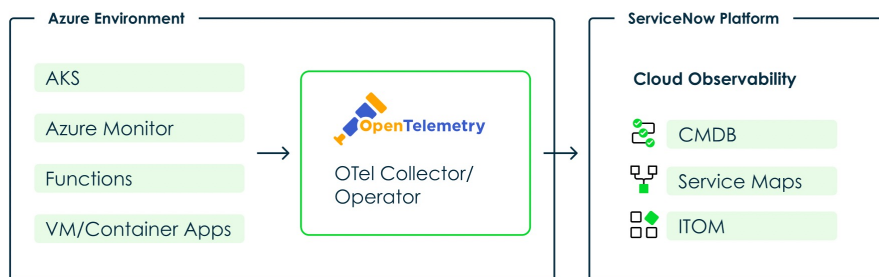 Azure Environment
AKS
Azure Monitor
Functions
VM/Container Apps
OpenTelemetry
OTel Collector/
Operator
ServiceNow Platform
Cloud Observability
CMDB
Service Maps
ITOM